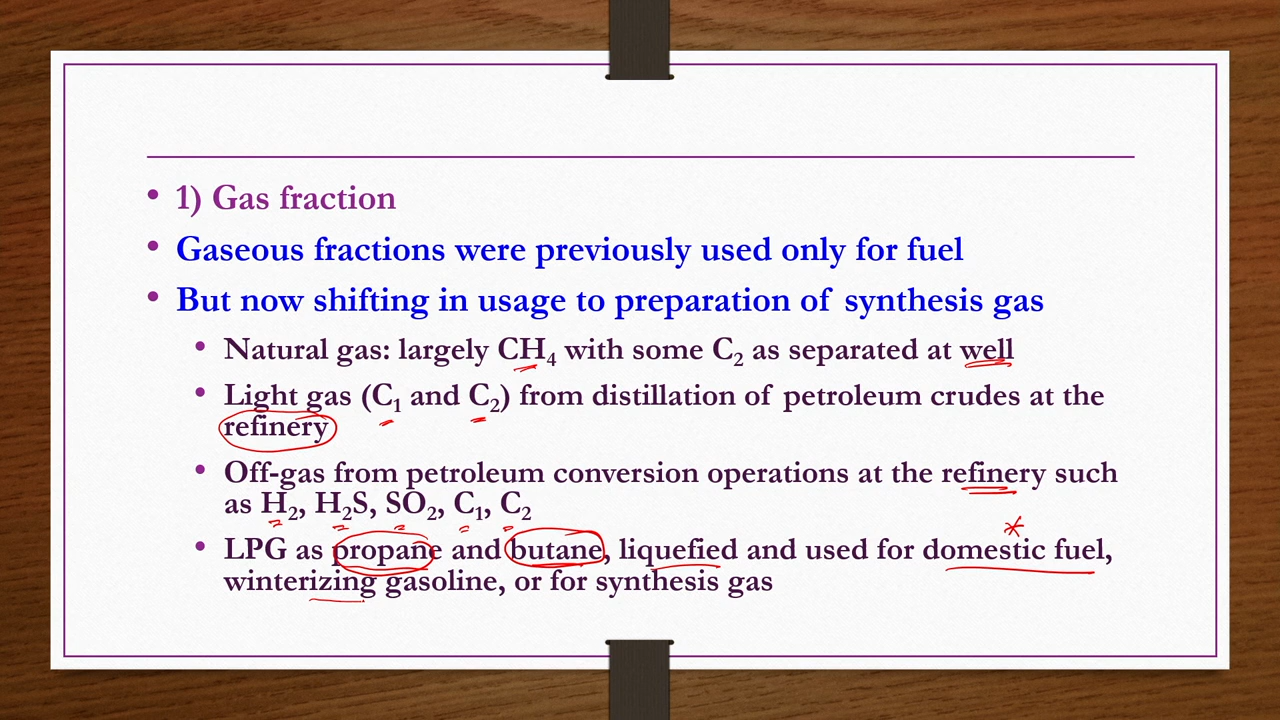 • 1) Gas fraction
• Gaseous fractions were previously used only for fuel
• But now shifting in usage to preparation of synthesis gas
• Natural gas: largely CH₄ with some C₂ as separated at well
• Light gas (C₁ and C₂) from distillation of petroleum crudes at the
refinery
• Off-gas from petroleum conversion operations at the refinery such
as H₂, H₂S, SO₂, C₁, C₂
• LPG as propane and butane, liquefied and used for domestic fuel,
winterizing gasoline, or for synthesis gas